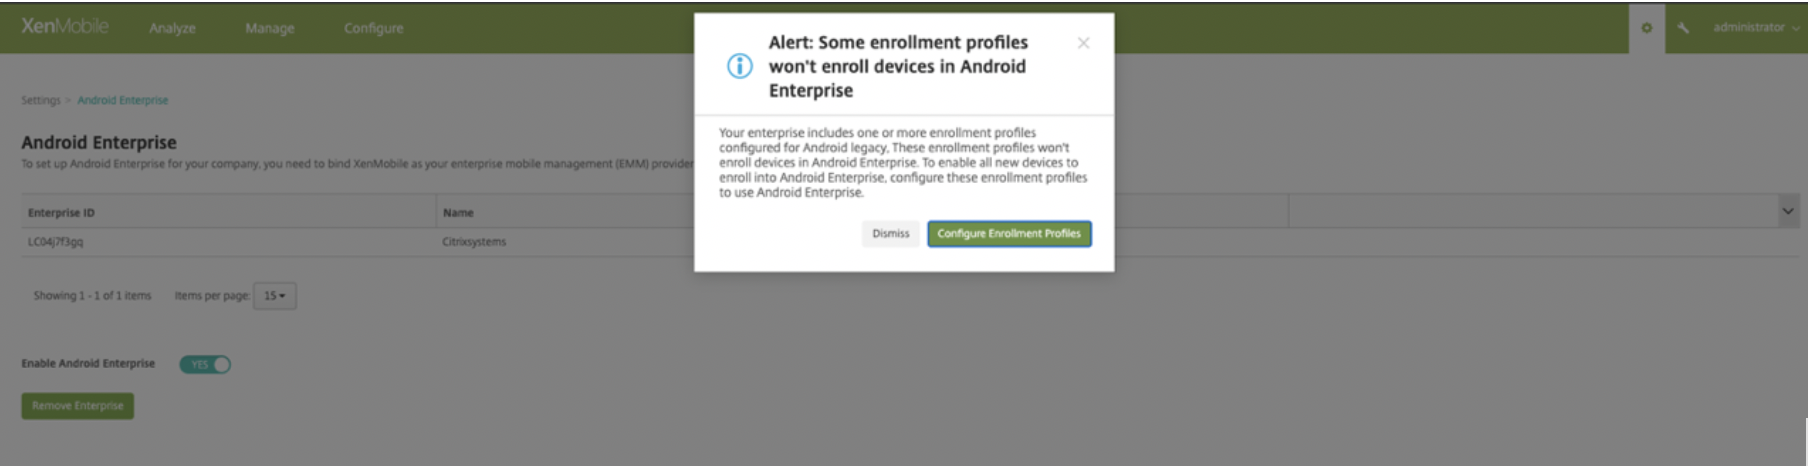 XenMobile Analyze Manage Configure administrator
Alert: Some enrollment profiles
won't enroll devices in Android
Enterprise
Your enterprise includes one or more enrollment profiles
configured for Android legacy, These enrollment profiles won't
enroll devices in Android Enterprise. To enable all new devices to
enroll into Android Enterprise, configure these enrollment profiles
to use Android Enterprise.
Dismiss Configure Enrollment Profiles
Settings > Android Enterprise
Android Enterprise
To set up Android Enterprise for your company, you need to bind XenMobile as your enterprise mobile management (EMM) provider
Enterprise ID Name
LC04j7f3gq Citrixsystems
Showing 1 - 1 of 1 items Items per page: 15
Enable Android Enterprise YES
Remove Enterprise